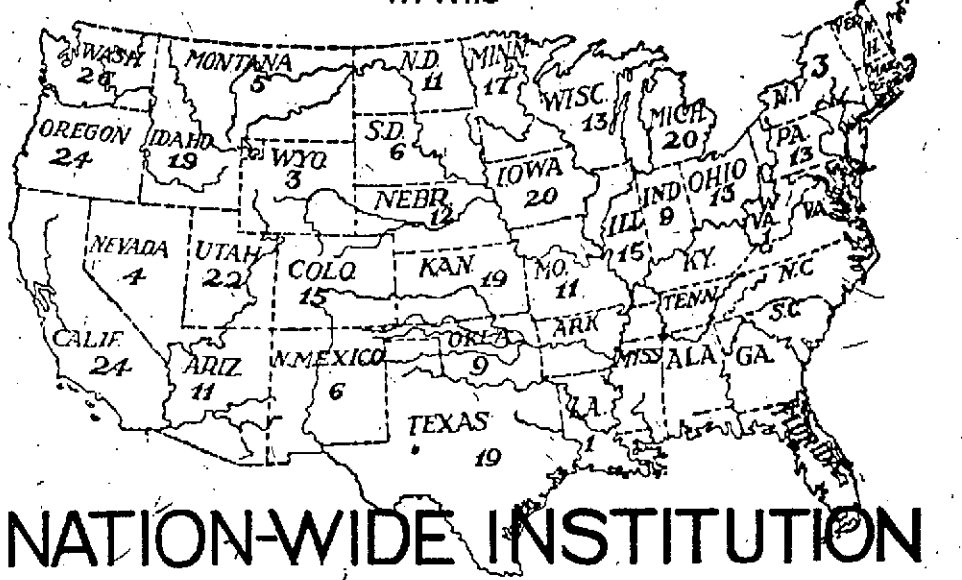 WASH
MONTANA
5
N.D.
11
MINN.
17
WISC.
13
MICH.
20
N.Y.
3
VER.
H.
OREGON
24
IDAHO
19
WYO.
3
S.D.
6
IOWA
20
NEBR.
12
ILL
15
IND
9
OHIO
13
PA.
13
W.
VA.
VA.
NEVADA
4
UTAH
22
COLO.
15
KAN.
19
MO.
11
KY.
N.C
TENN.
S.C.
CALIF.
24
ARIZ
11
N.MEXICO
6
OKLA.
9
ARK
MISS
ALA
GA.
TEXAS
19
LA.
1
FLORIDA
NATION-WIDE INSTITUTION